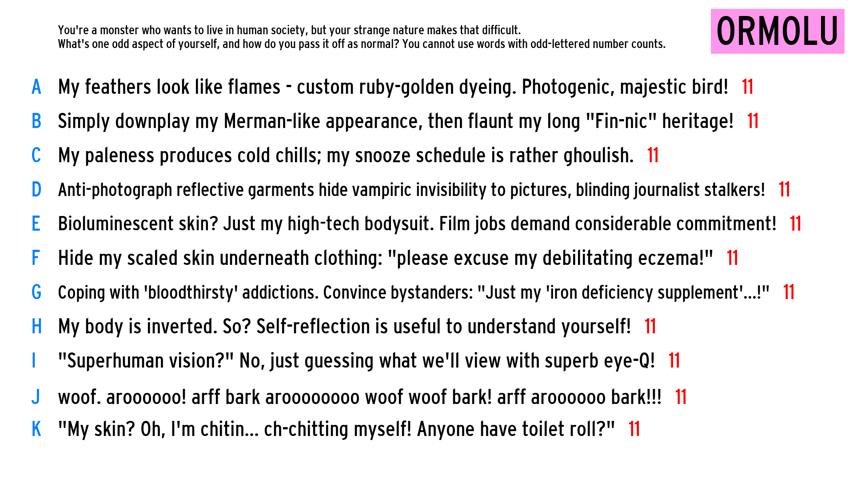 You're a monster who wants to live in human society, but your strange nature makes that difficult.
What's one odd aspect of yourself, and how do you pass it off as normal? You cannot use words with odd-lettered number counts.
ORMOLU
A My feathers look like flames - custom ruby-golden dyeing. Photogenic, majestic bird! 11
B Simply downplay my Merman-like appearance, then flaunt my long "Fin-nic" heritage! 11
C My paleness produces cold chills; my snooze schedule is rather ghoulish. 11
D Anti-photograph reflective garments hide vampiric invisibility to pictures, blinding journalist stalkers! 11
E Bioluminescent skin? Just my high-tech bodysuit. Film jobs demand considerable commitment! 11
F Hide my scaled skin underneath clothing: "please excuse my debilitating eczema!" 11
G Coping with 'bloodthirsty' addictions. Convince bystanders: "Just my 'iron deficiency supplement'...!" 11
H My body is inverted. So? Self-reflection is useful to understand yourself! 11
I "Superhuman vision?" No, just guessing what we'll view with superb eye-Q! 11
J woof. aroooooo! arff bark aroooooooo woof woof bark! arff aroooooo bark!!! 11
K "My skin? Oh, I'm chitin... ch-chitting myself! Anyone have toilet roll?" 11